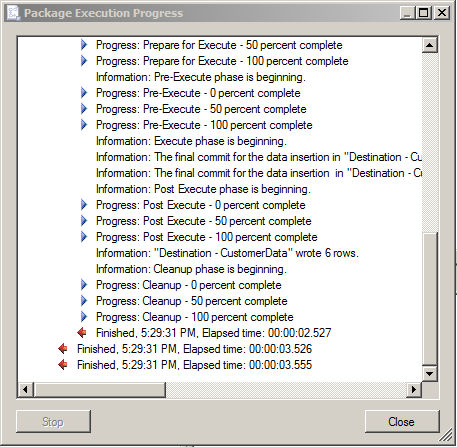 Package Execution Progress
Progress: Prepare for Execute - 50 percent complete
Progress: Prepare for Execute - 100 percent complete
Information: Pre-Execute phase is beginning.
Progress: Pre-Execute - 0 percent complete
Progress: Pre-Execute - 50 percent complete
Progress: Pre-Execute - 100 percent complete
Information: Execute phase is beginning.
Information: The final commit for the data insertion in "Destination - Cu
Information: The final commit for the data insertion  in "Destination - Cu
Information: Post Execute phase is beginning.
Progress: Post Execute - 0 percent complete
Progress: Post Execute - 50 percent complete
Progress: Post Execute - 100 percent complete
Information: "Destination - CustomerData" wrote 6 rows.
Information: Cleanup phase is beginning.
Progress: Cleanup - 0 percent complete
Progress: Cleanup - 50 percent complete
Progress: Cleanup - 100 percent complete
Finished, 5:29:31 PM, Elapsed time: 00:00:02.527
Finished, 5:29:31 PM, Elapsed time: 00:00:03.526
Finished, 5:29:31 PM, Elapsed time: 00:00:03.555
Stop
Close